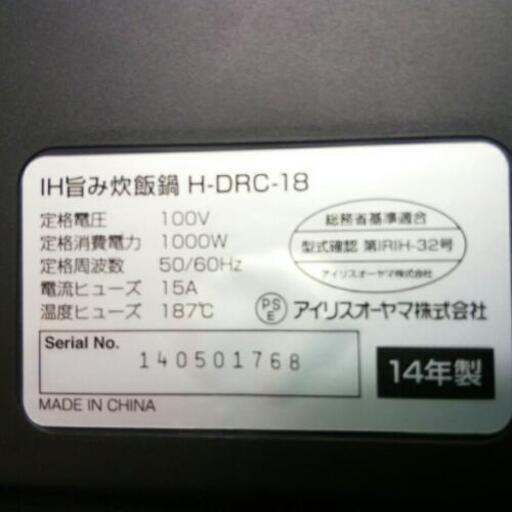 IH旨み炊飯鍋 H-DRC-18
定格電圧 100V
定格消費電力 1000W
定格周波数 50/60Hz
電流ヒューズ 15A
温度ヒューズ 187℃
総務省基準適合
型式確認 第IRIH-32号
アイリスオーヤマ株式会社
PSE アイリスオーヤマ株式会社
Serial No.
140501768
14年製
MADE IN CHINA